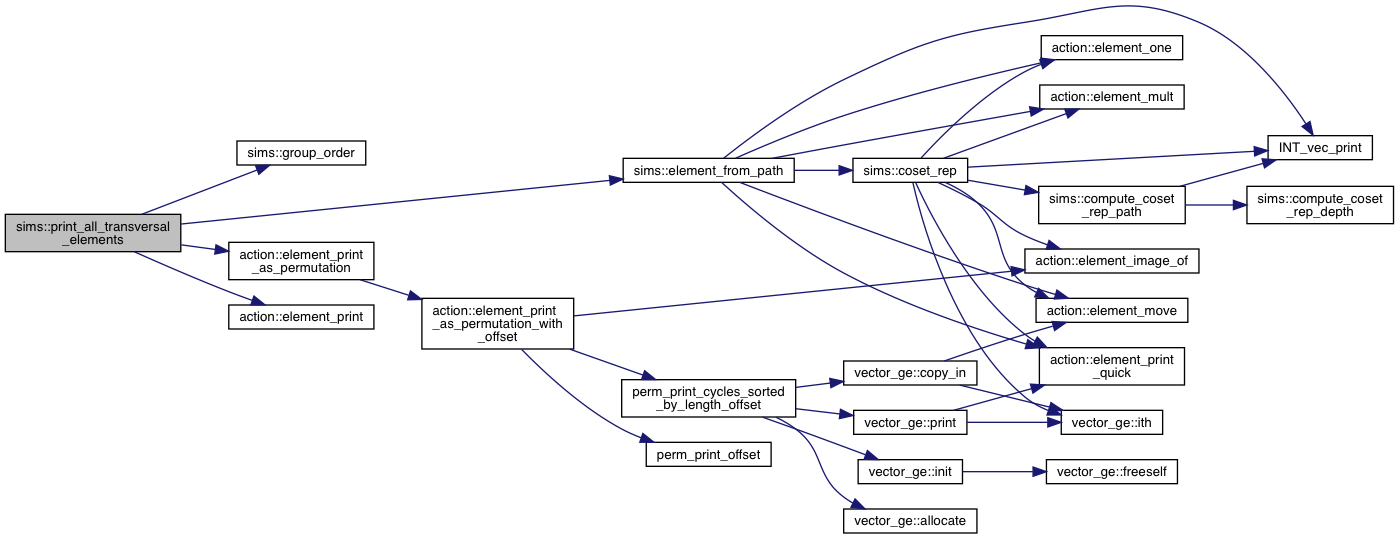 sims::print_all_transversal
_elements
sims::group_order
action::element_print
_as_permutation
action::element_print
action::element_print
_as_permutation_with
_offset
sims::element_from_path
perm_print_cycles_sorted
_by_length_offset
perm_print_offset
sims::coset_rep
vector_ge::copy_in
vector_ge::print
vector_ge::init
vector_ge::allocate
action::element_one
action::element_mult
sims::compute_coset
_rep_path
action::element_image_of
action::element_move
action::element_print
_quick
vector_ge::ith
vector_ge::freeself
INT_vec_print
sims::compute_coset
_rep_depth